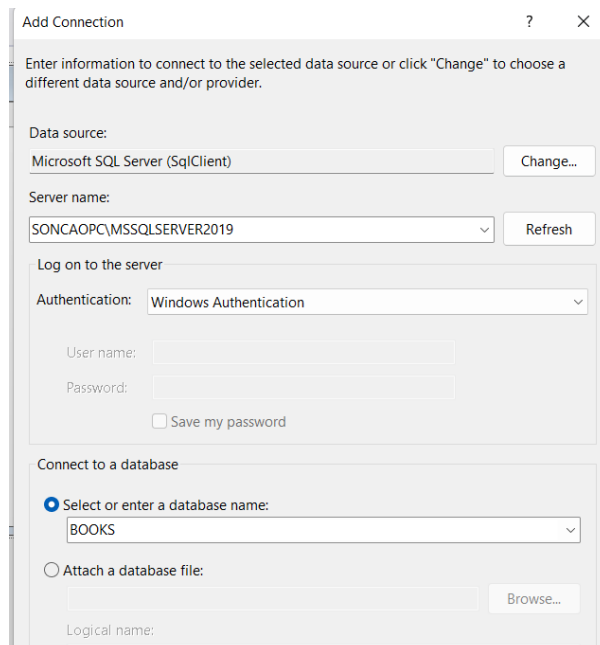 Add Connection
Enter information to connect to the selected data source or click "Change" to choose a
different data source and/or provider.
Data source:
Microsoft SQL Server (SqlClient)
Change...
Server name:
SONCAOPC\MSSQLSERVER2019
Refresh
Log on to the server
Authentication:
Windows Authentication
User name:
Password:
Save my password
Connect to a database
Select or enter a database name:
BOOKS
Attach a database file:
Browse...
Logical name: